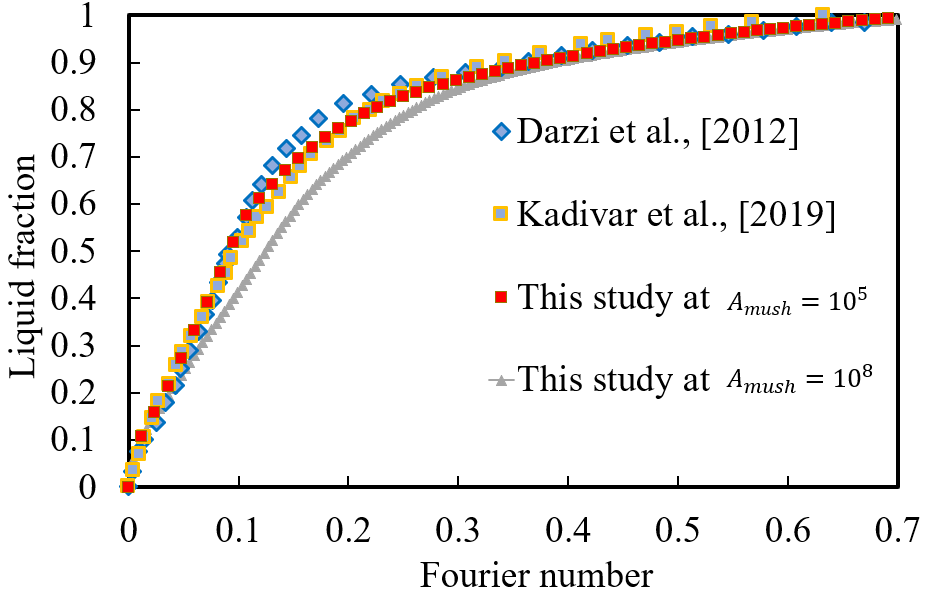 1
0.9
0.8
0.7
0.6
0.5
0.4
0.3
0.2
0.1
0
Liquid fraction
Darzi et al., [2012]
Kadivar et al., [2019]
This study at A_mush = 10^5
This study at A_mush = 10^8
0 0.1 0.2 0.3 0.4 0.5 0.6 0.7
Fourier number